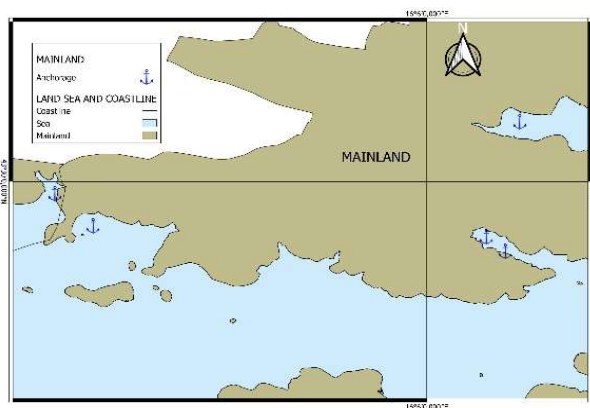 N
MAINLAND
Anchorage
LAND SEA AND COASTLINE
Coastline
Sea
Mainland
MAINLAND